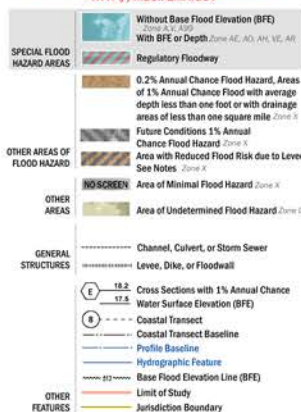 Without Base Flood Elevation (BFE)
Zone A, V, A99
With BFE or Depth Zone AE, AO, AH, VE, AR
SPECIAL FLOOD
HAZARD AREAS
Regulatory Floodway
0.2% Annual Chance Flood Hazard, Areas
of 1% Annual Chance Flood with average
depth less than one foot or with drainage
areas of less than one square mile Zone X
Future Conditions 1% Annual
Chance Flood Hazard Zone X
OTHER AREAS OF
FLOOD HAZARD
Area with Reduced Flood Risk due to Levee
See Notes Zone X
NO SCREEN Area of Minimal Flood Hazard Zone X
OTHER
AREAS
Area of Undetermined Flood Hazard Zone
GENERAL
STRUCTURES
Channel, Culvert, or Storm Sewer
Levee, Dike, or Floodwall
E 18.2 Cross Sections with 1% Annual Chance
17.5 Water Surface Elevation (BFE)
8 Coastal Transect
Coastal Transect Baseline
Profile Baseline
Hydrographic Feature
513 Base Flood Elevation Line (BFE)
OTHER
FEATURES
Limit of Study
Jurisdiction Boundary